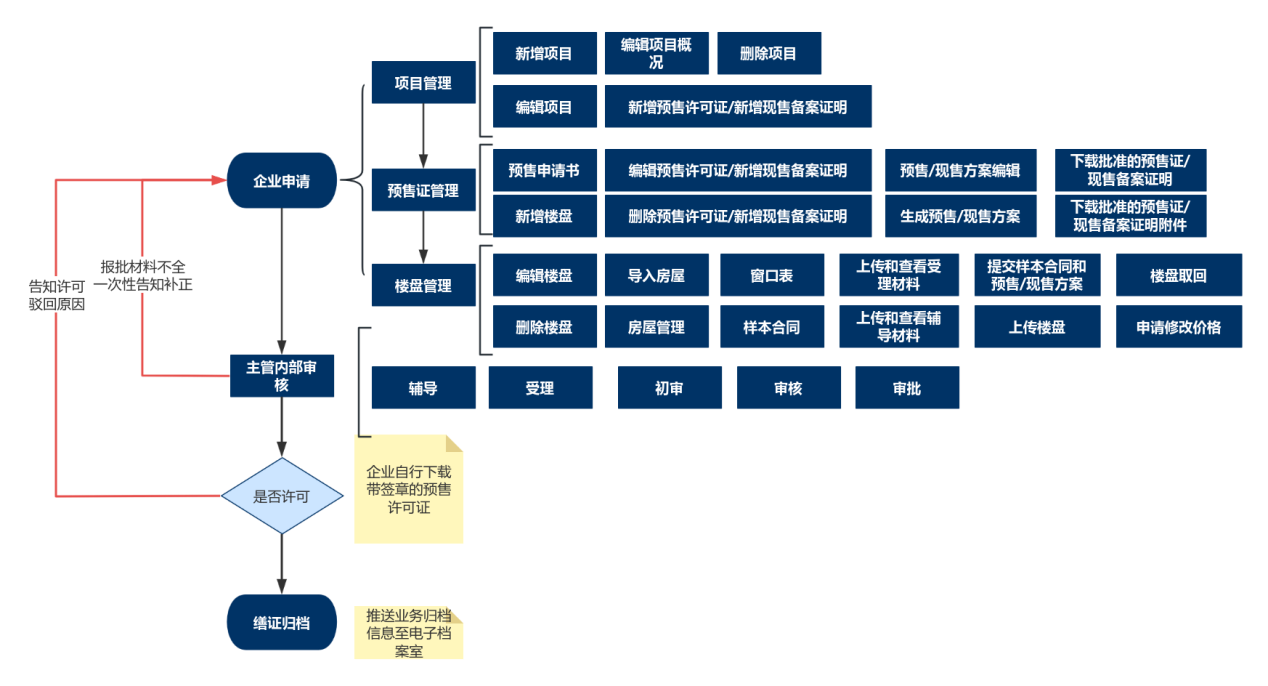 新增项目
编辑项目概
况
删除项目
项目管理
编辑项目
新增预售许可证/新增现售备案证明
企业申请
预售证管理
预售申请书
编辑预售许可证/新增现售备案证明
预售/现售方案编辑
下载批准的预售证/
现售备案证明
新增楼盘
删除预售许可证/新增现售备案证明
生成预售/现售方案
下载批准的预售证/
现售备案证明附件
楼盘管理
编辑楼盘
导入房屋
窗口表
上传和查看受
理材料
提交样本合同和
预售/现售方案
楼盘取回
删除楼盘
房屋管理
样本合同
上传和查看辅
导材料
上传楼盘
申请修改价格
告知许可
驳回原因
报批材料不全
一次性告知补正
主管内部审
核
辅导
受理
初审
审核
审批
是否许可
企业自行下载
带签章的预售
许可证
缮证归档
推送业务归档
信息至电子档
案室